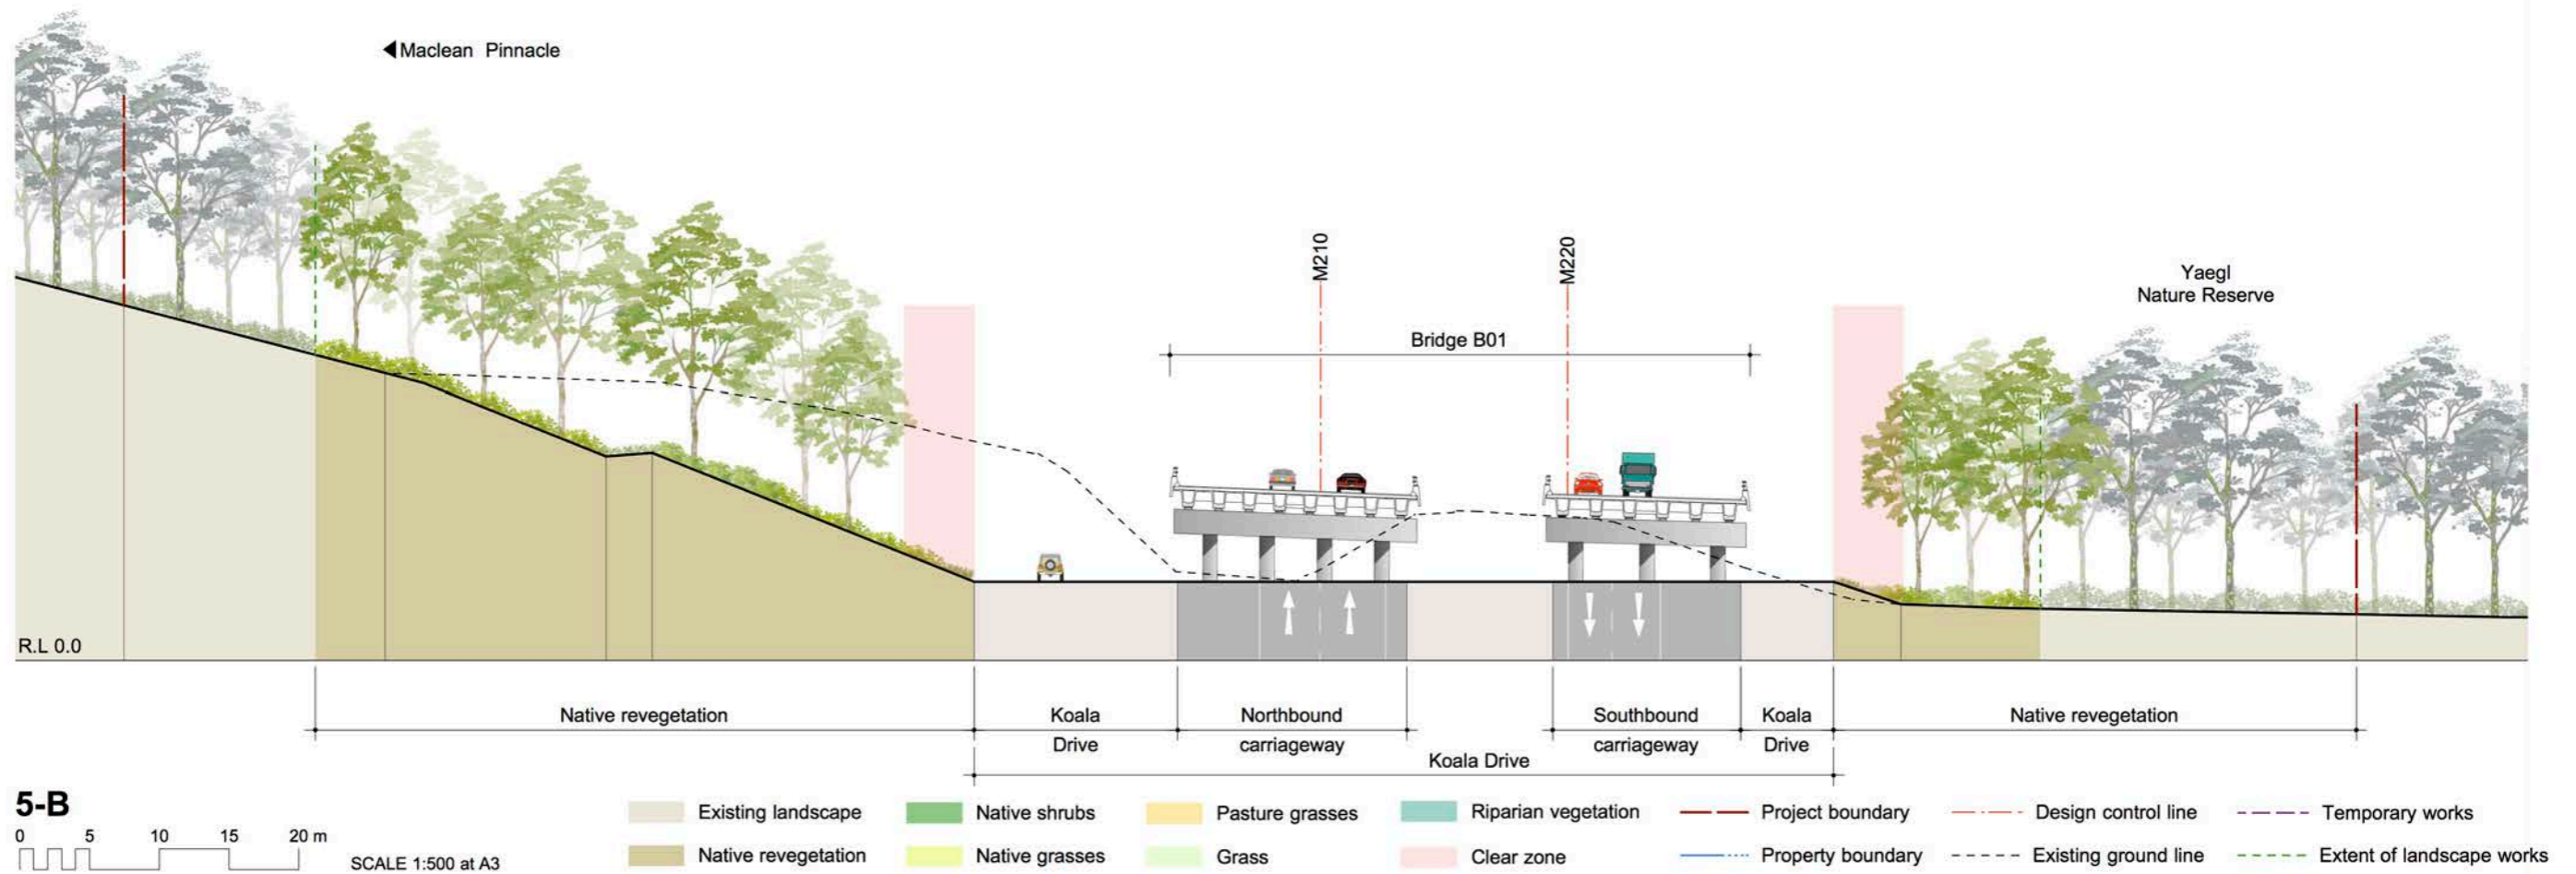 Maclean Pinnacle
M210
M220
Yaegl
Nature Reserve
Bridge B01
R.L 0.0
Native revegetation
Koala
Drive
Northbound
carriageway
Southbound
carriageway
Koala
Drive
Native revegetation
Koala Drive
5-B
0 5 10 15 20 m
SCALE 1:500 at A3
Existing landscape
Native revegetation
Native shrubs
Native grasses
Pasture grasses
Grass
Riparian vegetation
Clear zone
Project boundary
Property boundary
Design control line
Existing ground line
Temporary works
Extent of landscape works